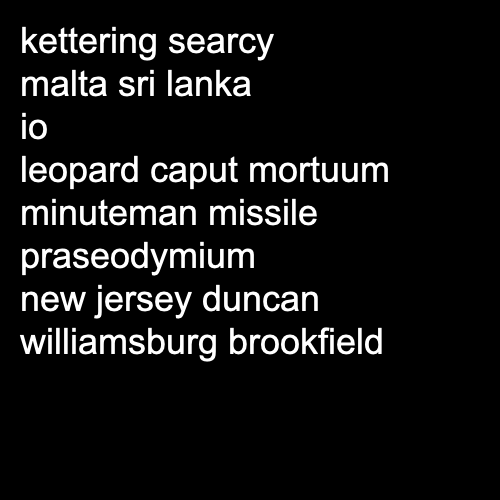 kettering searcy
malta sri lanka
io
leopard caput mortuum
minuteman missile
praseodymium
new jersey duncan
williamsburg brookfield